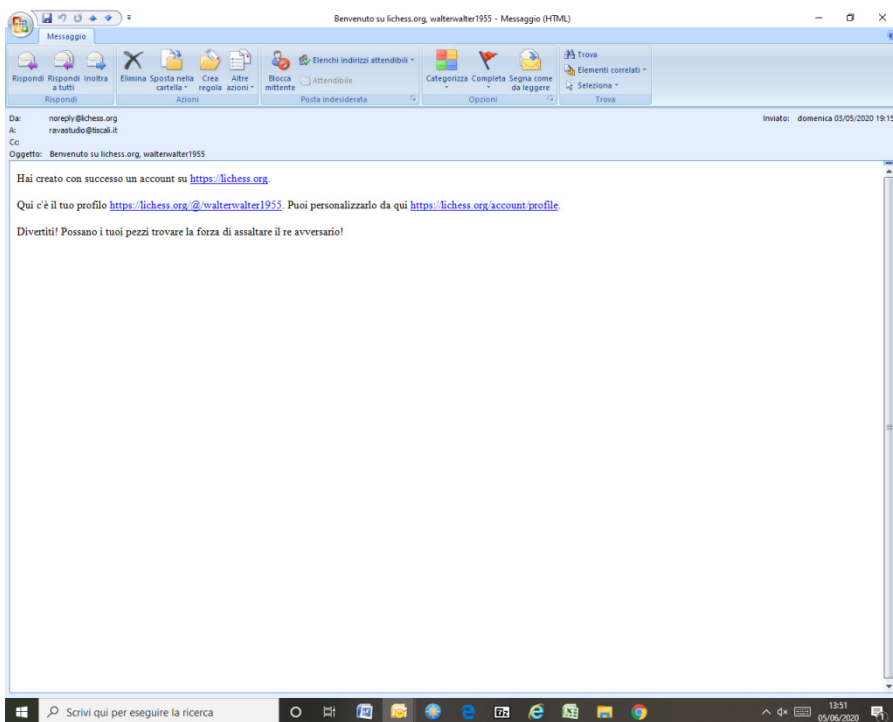 Benvenuto su lichess.org, walterwalter1955 - Messaggio (HTML)
Messaggio
Rispondi Rispondi a tutti Inoltra
Elimina Sposta nella cartella Crea regola Altre azioni
Blocca mittente
Elenchi indirizzi attendibili
Attendibile
Categorizza Completa Segna come da leggere
Trova
Elementi correlati
Seleziona
Rispondi Azioni Posta indesiderata Opzioni Trova
Da: noreply@lichess.org
Inviato: domenica 03/05/2020 19:15
A: ravastudio@tiscali.it
Cc:
Oggetto: Benvenuto su lichess.org, walterwalter1955
Hai creato con successo un account su https://lichess.org.
Qui c'è il tuo profilo https://lichess.org/@/walterwalter1955. Puoi personalizzarlo da qui https://lichess.org/account/profile.
Divertiti! Possano i tuoi pezzi trovare la forza di assaltare il re avversario!
Scrivi qui per eseguire la ricerca
7z
13:51
05/06/2020